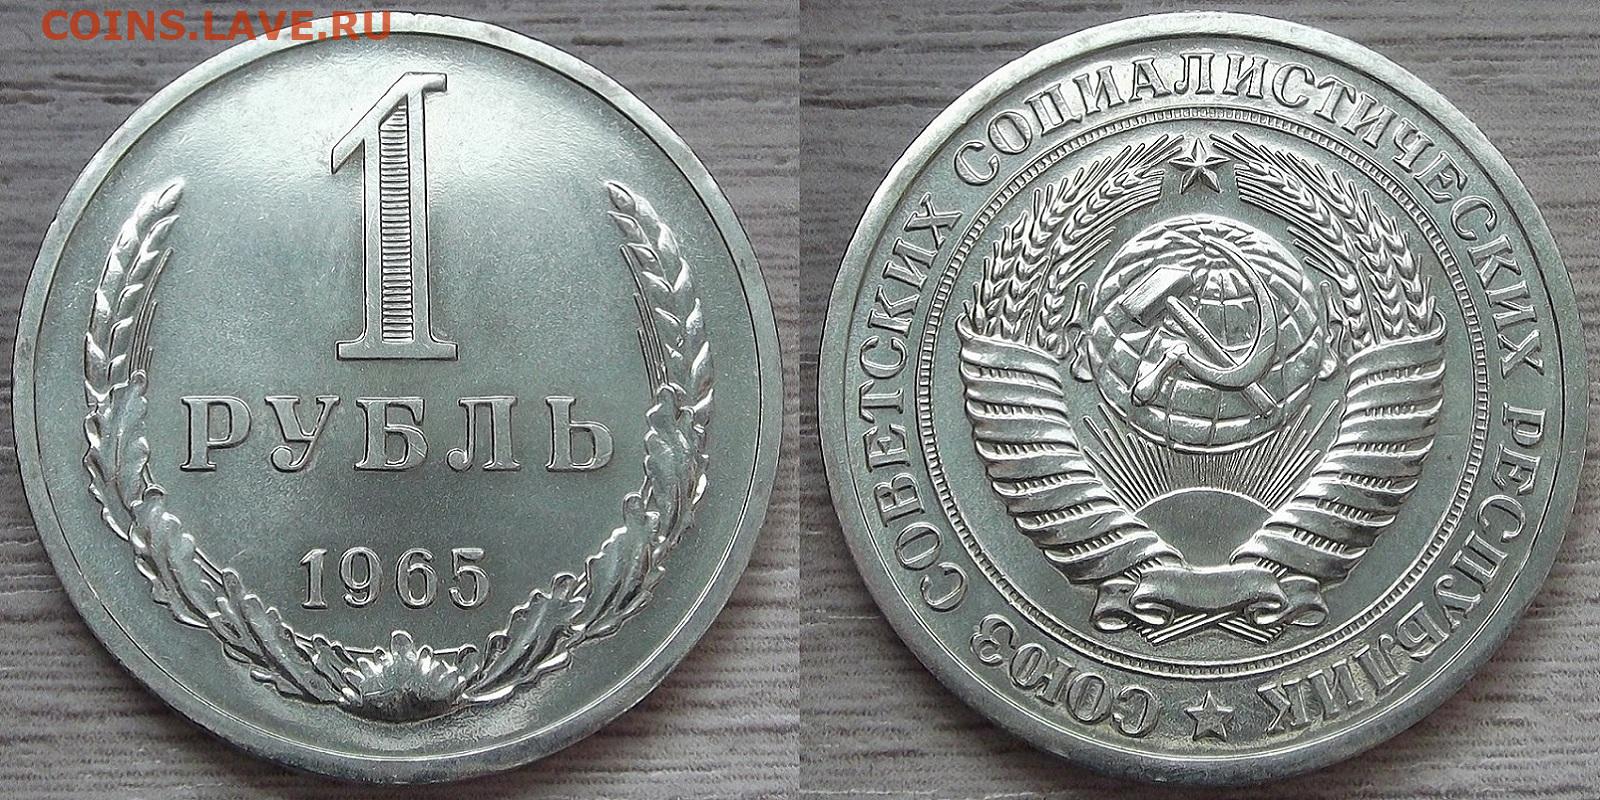 COINS.LAVE.RU
1
РУБЛЬ
1965
СОЮЗ СОВЕТСКИХ СОЦИАЛИСТИЧЕСКИХ РЕСПУБЛИК